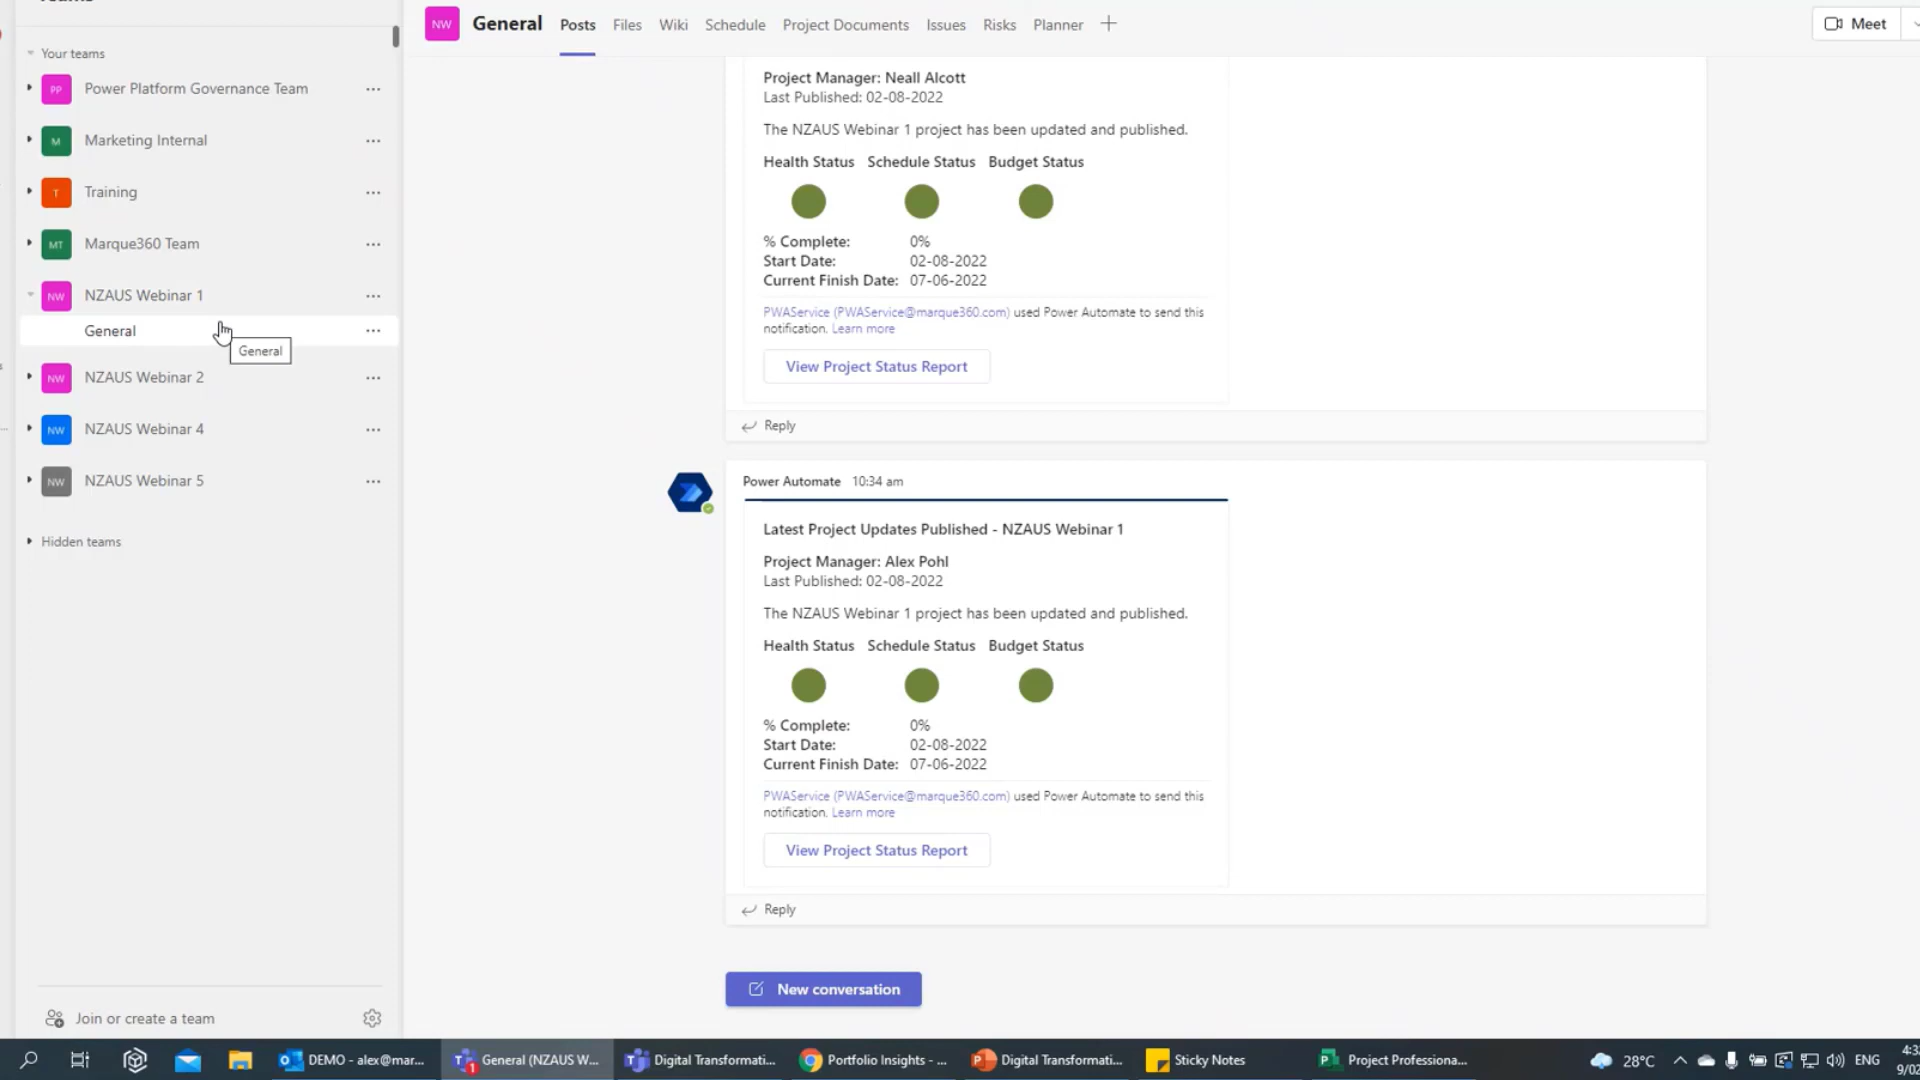 NW General Posts Files Wiki Schedule Project Documents Issues Risks Planner Meet
Your teams
PP Power Platform Governance Team
M Marketing Internal
T Training
MT Marque360 Team
NW NZAUS Webinar 1
General
General
NW NZAUS Webinar 2
NW NZAUS Webinar 4
NW NZAUS Webinar 5
Hidden teams
Join or create a team
Project Manager: Neall Alcott
Last Published: 02-08-2022
The NZAUS Webinar 1 project has been updated and published.
Health Status Schedule Status Budget Status
% Complete: 0%
Start Date: 02-08-2022
Current Finish Date: 07-06-2022
PWAService (PWAService@marque360.com) used Power Automate to send this
notification. Learn more
View Project Status Report
Reply
Power Automate 10:34 am
Latest Project Updates Published - NZAUS Webinar 1
Project Manager: Alex Pohl
Last Published: 02-08-2022
The NZAUS Webinar 1 project has been updated and published.
Health Status Schedule Status Budget Status
% Complete: 0%
Start Date: 02-08-2022
Current Finish Date: 07-06-2022
PWAService (PWAService@marque360.com) used Power Automate to send this
notification. Learn more
View Project Status Report
Reply
New conversation
DEMO - alex@mar... 1 General (NZAUS W... Digital Transformati... Portfolio Insights - ... Digital Transformati... Sticky Notes Project Professiona... 28°C ENG